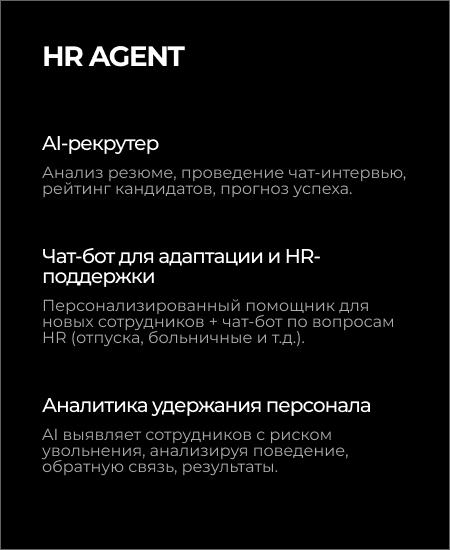 HR AGENT
AI-рекрутер
Анализ резюме, проведение чат-интервью,
рейтинг кандидатов, прогноз успеха.
Чат-бот для адаптации и HR-
поддержки
Персонализированный помощник для
новых сотрудников + чат-бот по вопросам
HR (отпуска, больничные и т.д.).
Аналитика удержания персонала
AI выявляет сотрудников с риском
увольнения, анализируя поведение,
обратную связь, результаты.